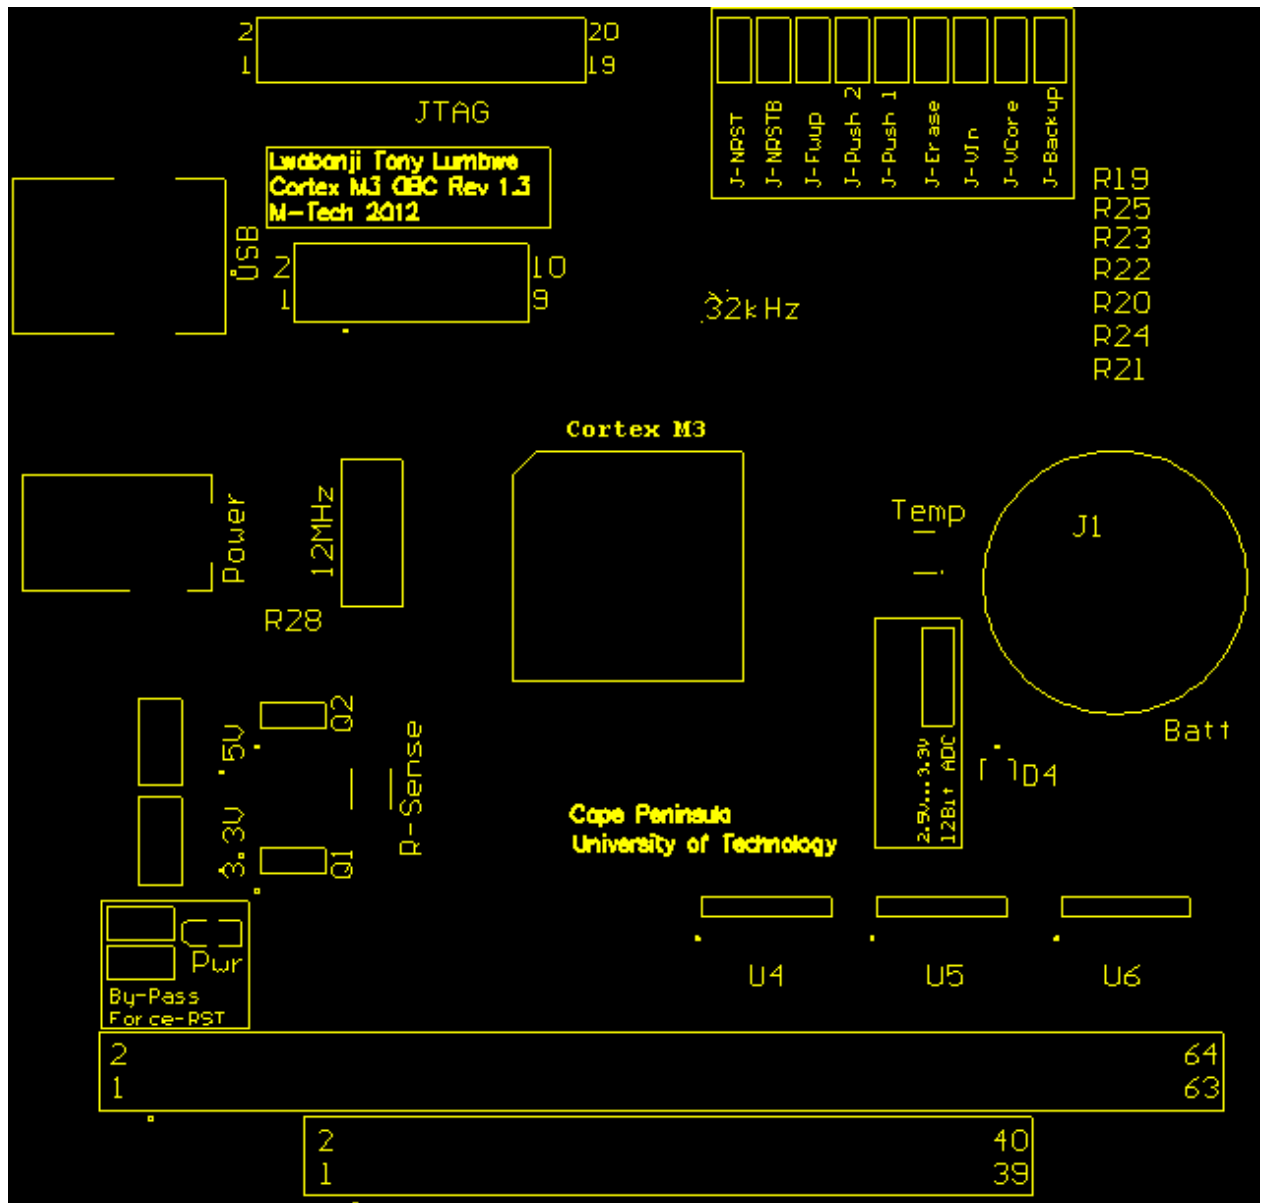 2 20
1 19
JTAG
J-NRST
J-NRSTB
J-Fwup
J-Push 2
J-Push 1
J-Erase
J-VIn
J-VCore
J-Backup
Lwabanji Tony Lumbwe
Cortex M3 OBC Rev 1.3
M-Tech 2012
R19
R25
R23
R22
R20
R24
R21
USB
2 10
1 9
32kHz
Cortex M3
Power
12MHz
R28
Temp
J1
Batt
5V
Q2
R-Sense
3.3V
Q1
2.5V...3.3V
12Bit ADC
D4
Cape Peninsula
University of Technology
Pwr
By-Pass
Force-RST
U4
U5
U6
2 64
1 63
2 40
1 39